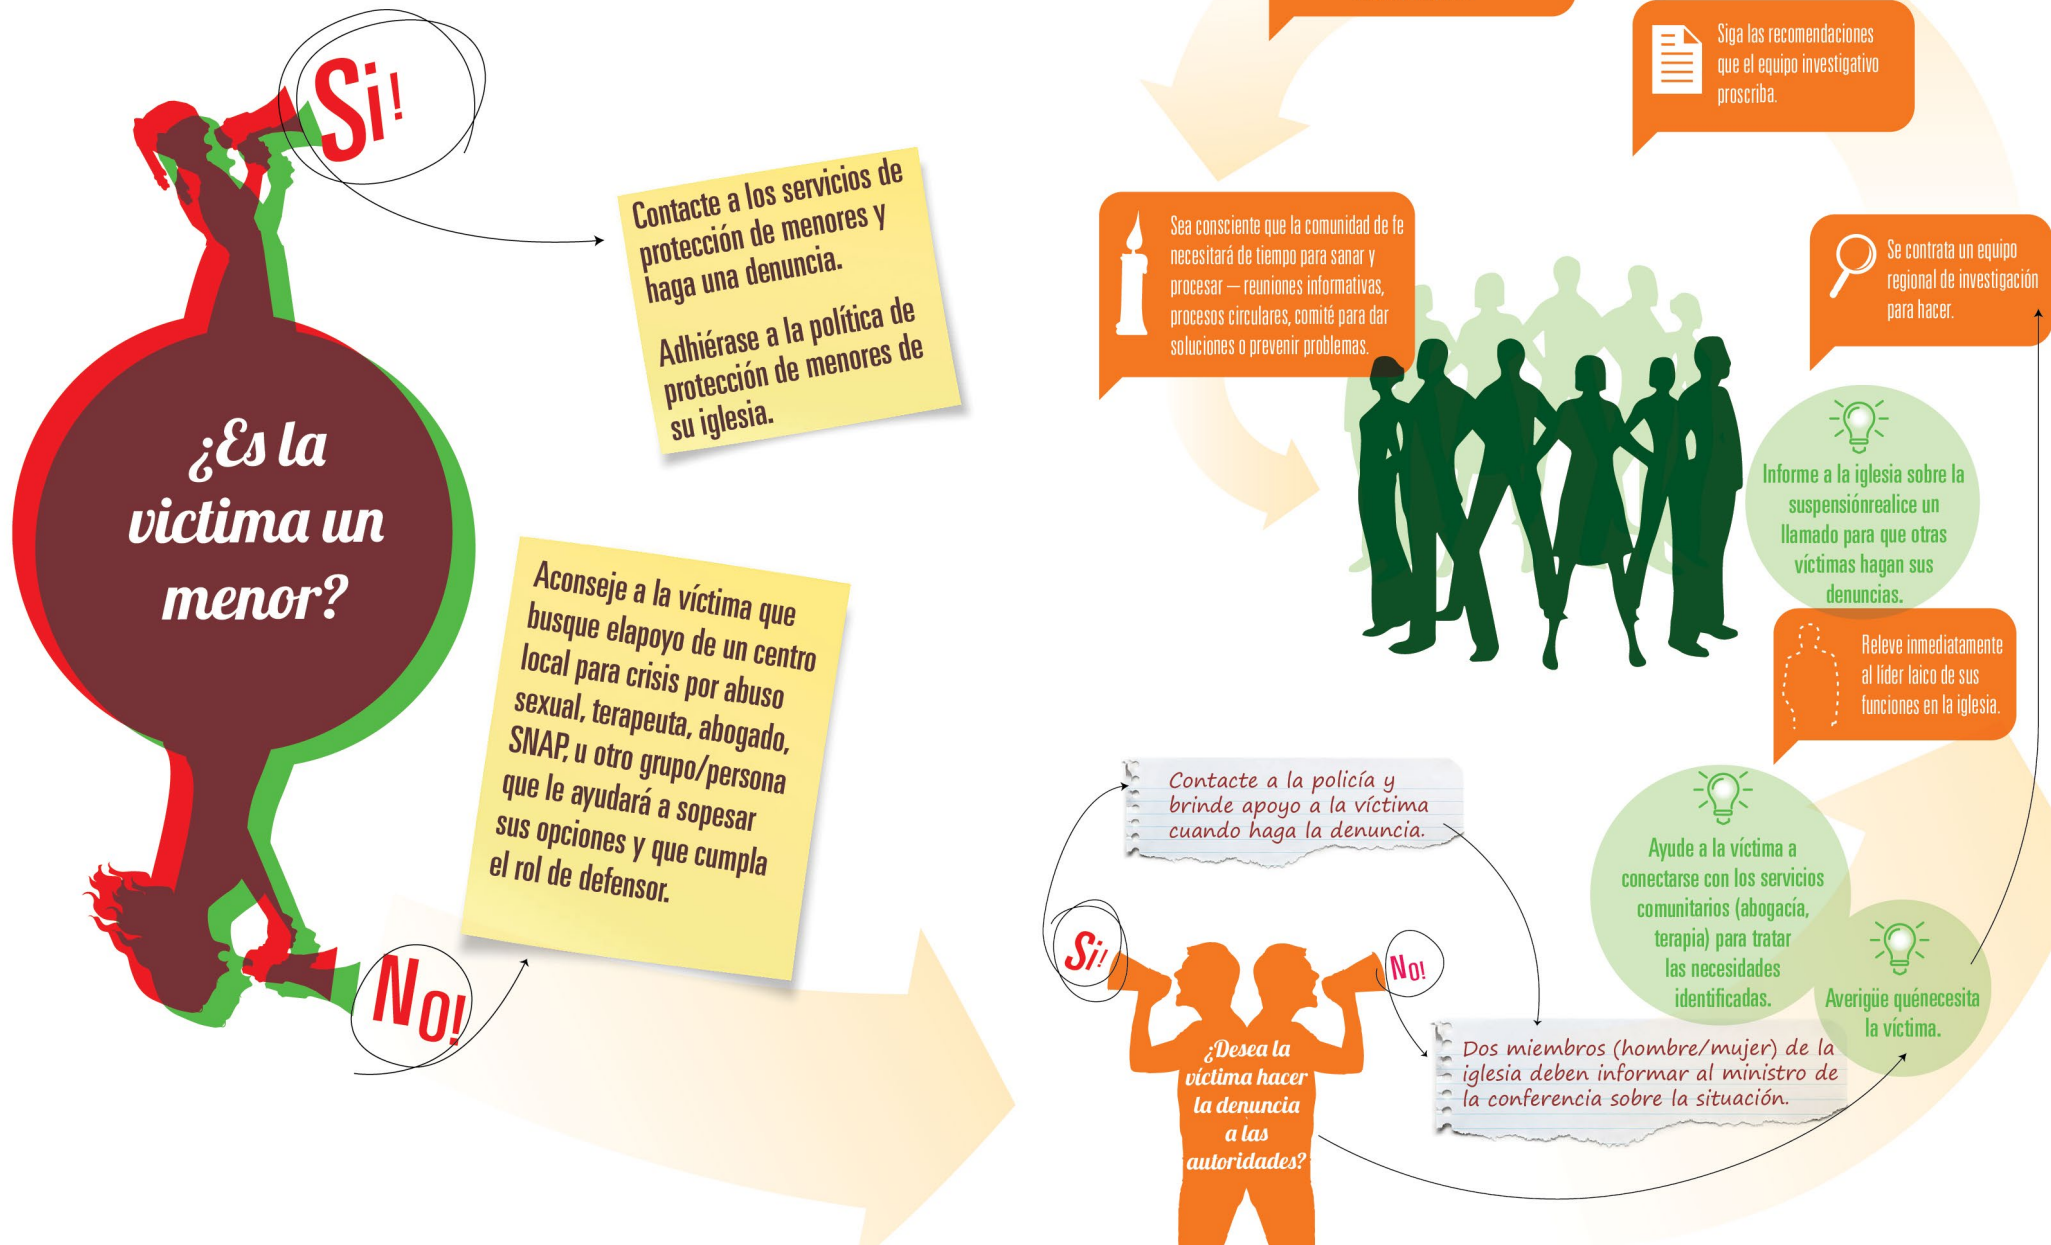 Si!
¿Es la
victima un
menor?
No!
Contacte a los servicios de
protección de menores y
haga una denuncia.
Adhiérase a la política de
protección de menores de
su iglesia.
Aconseje a la víctima que
busque elapoyo de un centro
local para crisis por abuso
sexual, terapeuta, abogado,
SNAP, u otro grupo/persona
que le ayudará a sopesar
sus opciones y que cumpla
el rol de defensor.
Siga las recomendaciones
que el equipo investigativo
proscriba.
Sea consciente que la comunidad de fe
necesitará de tiempo para sanar y
procesar – reuniones informativas,
procesos circulares, comité para dar
soluciones o prevenir problemas.
Se contrata un equipo
regional de investigación
para hacer.
Informe a la iglesia sobre la
suspensiónrealice un
llamado para que otras
víctimas hagan sus
denuncias.
Releve inmediatamente
al líder laico de sus
funciones en la iglesia.
Contacte a la policía y
brinde apoyo a la víctima
cuando haga la denuncia.
Ayude a la víctima a
conectarse con los servicios
comunitarios (abogacía,
terapia) para tratar
las necesidades
identificadas.
Averigüe quénecesita
la víctima.
Si!
No!
¿Desea la
víctima hacer
la denuncia
a las
autoridades?
Dos miembros (hombre/mujer) de la
iglesia deben informar al ministro de
la conferencia sobre la situación.